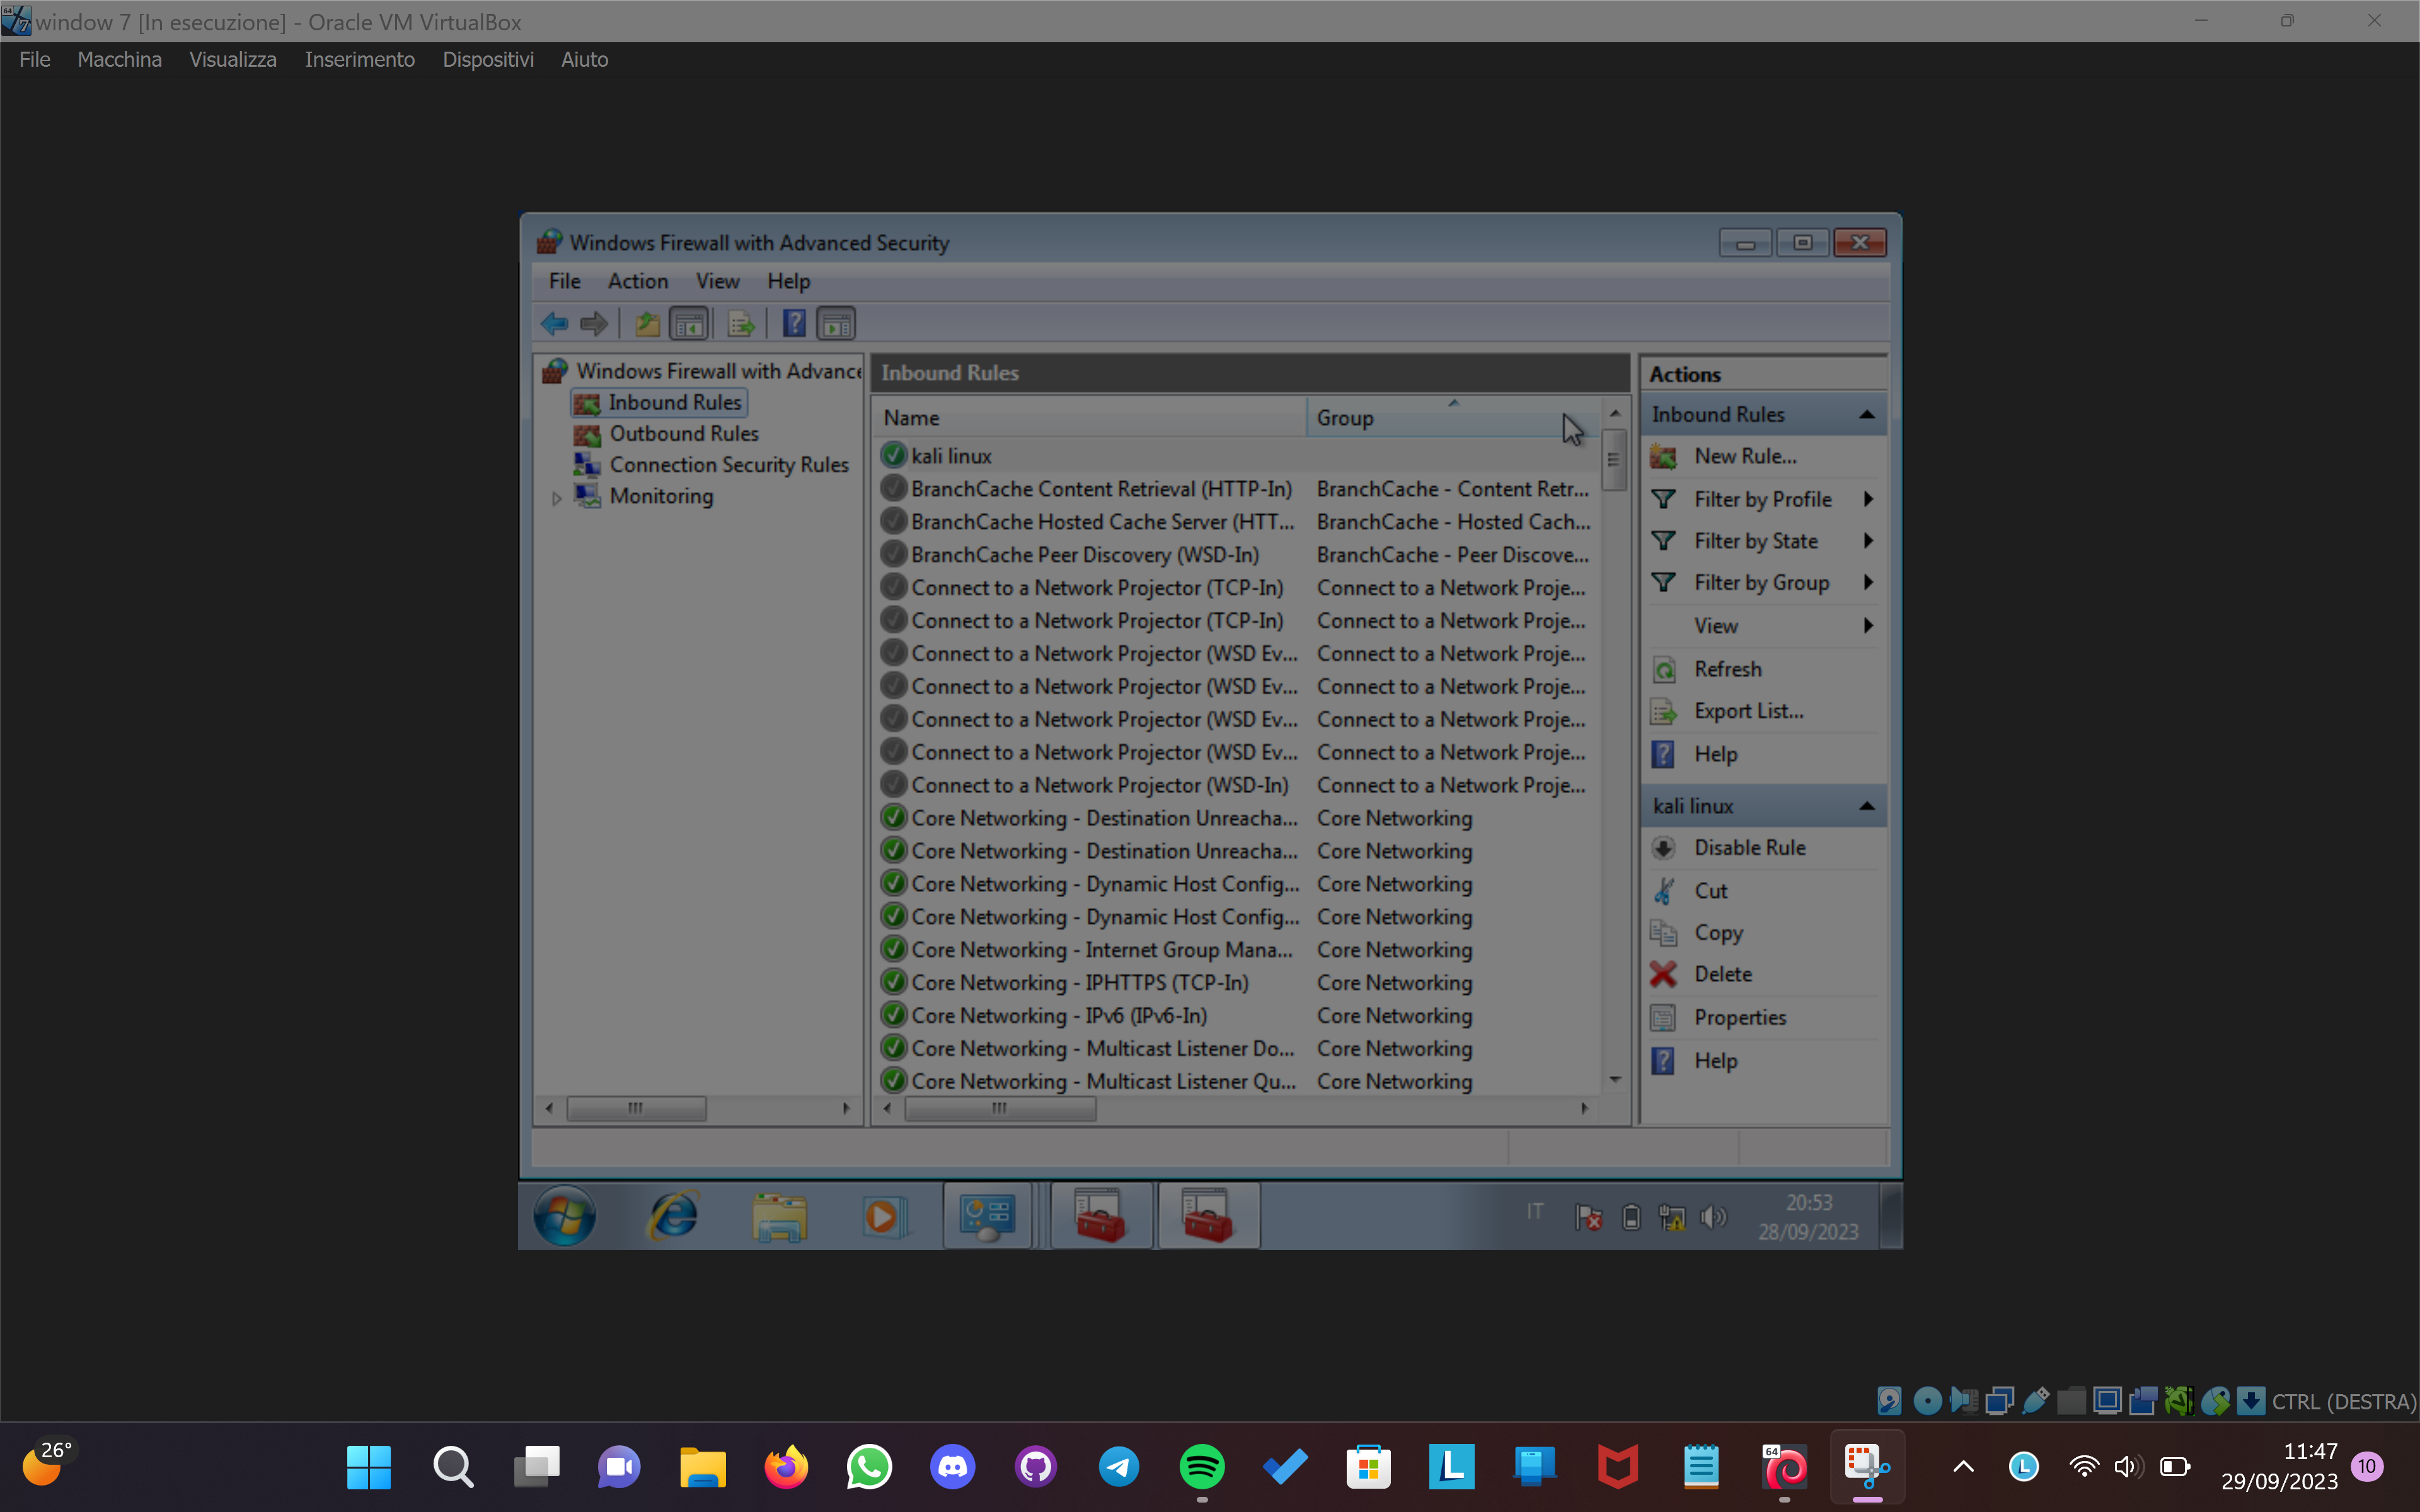 window 7 [In esecuzione] - Oracle VM VirtualBox
File Macchina Visualizza Inserimento Dispositivi Aiuto
Windows Firewall with Advanced Security
File Action View Help
Windows Firewall with Advance
Inbound Rules
Outbound Rules
Connection Security Rules
Monitoring
Inbound Rules
Name Group
kali linux
BranchCache Content Retrieval (HTTP-In) BranchCache - Content Retr...
BranchCache Hosted Cache Server (HTT... BranchCache - Hosted Cach...
BranchCache Peer Discovery (WSD-In) BranchCache - Peer Discove...
Connect to a Network Projector (TCP-In) Connect to a Network Proje...
Connect to a Network Projector (TCP-In) Connect to a Network Proje...
Connect to a Network Projector (WSD Ev... Connect to a Network Proje...
Connect to a Network Projector (WSD Ev... Connect to a Network Proje...
Connect to a Network Projector (WSD Ev... Connect to a Network Proje...
Connect to a Network Projector (WSD Ev... Connect to a Network Proje...
Connect to a Network Projector (WSD-In) Connect to a Network Proje...
Core Networking - Destination Unreacha... Core Networking
Core Networking - Destination Unreacha... Core Networking
Core Networking - Dynamic Host Config... Core Networking
Core Networking - Dynamic Host Config... Core Networking
Core Networking - Internet Group Mana... Core Networking
Core Networking - IPHTTPS (TCP-In) Core Networking
Core Networking - IPv6 (IPv6-In) Core Networking
Core Networking - Multicast Listener Do... Core Networking
Core Networking - Multicast Listener Qu... Core Networking
Actions
Inbound Rules
New Rule...
Filter by Profile
Filter by State
Filter by Group
View
Refresh
Export List...
Help
kali linux
Disable Rule
Cut
Copy
Delete
Properties
Help
IT
20:53
28/09/2023
CTRL (DESTRA)
26°
64
11:47
29/09/2023
10